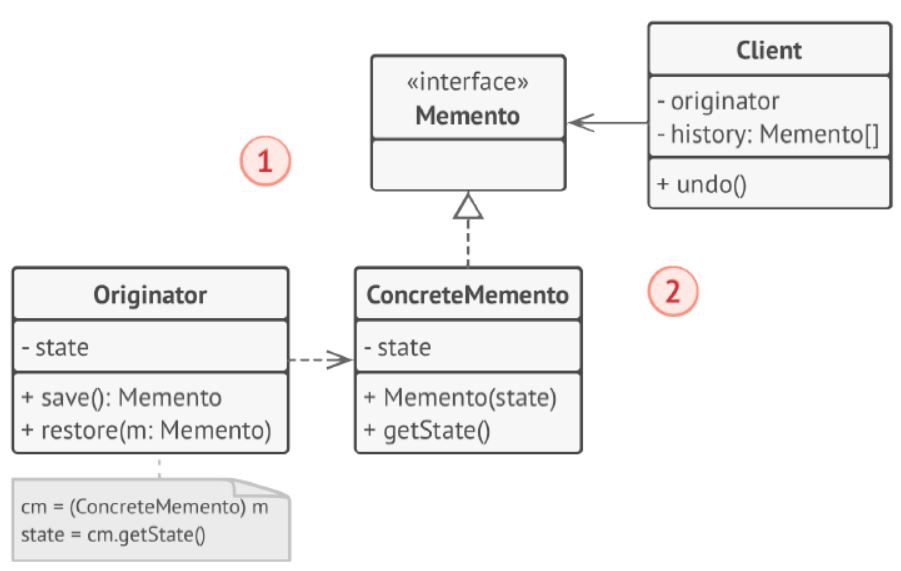 «interface»
Memento
Client
- originator
- history: Memento[]
+ undo()
1
Originator
- state
+ save(): Memento
+ restore(m: Memento)
ConcreteMemento
- state
+ Memento(state)
+ getState()
2
cm = (ConcreteMemento) m
state = cm.getState()